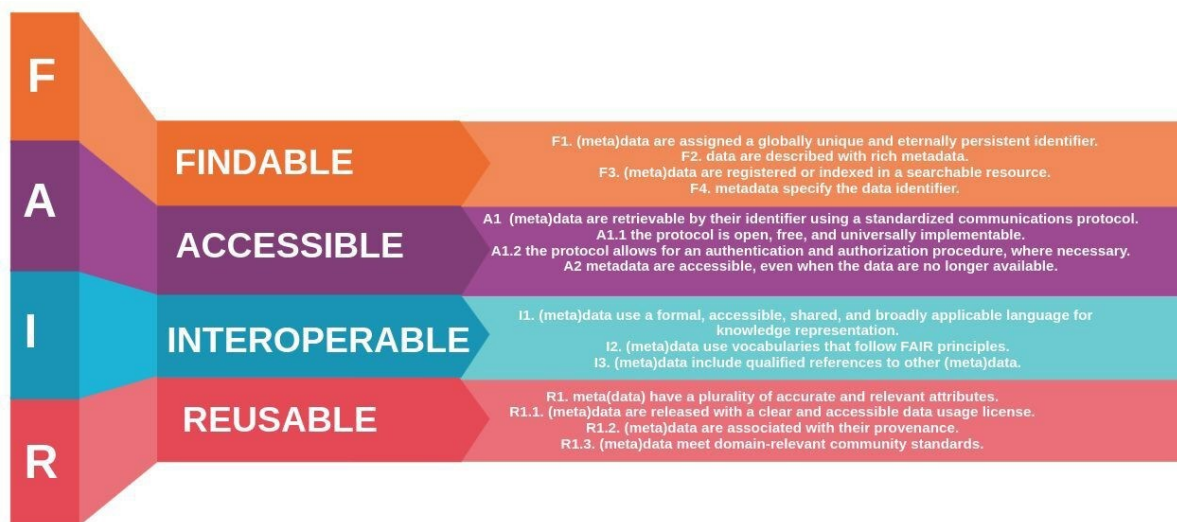 F
A
I
R
FINDABLE
F1. (meta)data are assigned a globally unique and eternally persistent identifier.
F2. data are described with rich metadata.
F3. (meta)data are registered or indexed in a searchable resource.
F4. metadata specify the data identifier.
ACCESSIBLE
A1 (meta)data are retrievable by their identifier using a standardized communications protocol.
A1.1 the protocol is open, free, and universally implementable.
A1.2 the protocol allows for an authentication and authorization procedure, where necessary.
A2 metadata are accessible, even when the data are no longer available.
INTEROPERABLE
I1. (meta)data use a formal, accessible, shared, and broadly applicable language for
knowledge representation.
I2. (meta)data use vocabularies that follow FAIR principles.
I3. (meta)data include qualified references to other (meta)data.
REUSABLE
R1. meta(data) have a plurality of accurate and relevant attributes.
R1.1. (meta)data are released with a clear and accessible data usage license.
R1.2. (meta)data are associated with their provenance.
R1.3. (meta)data meet domain-relevant community standards.